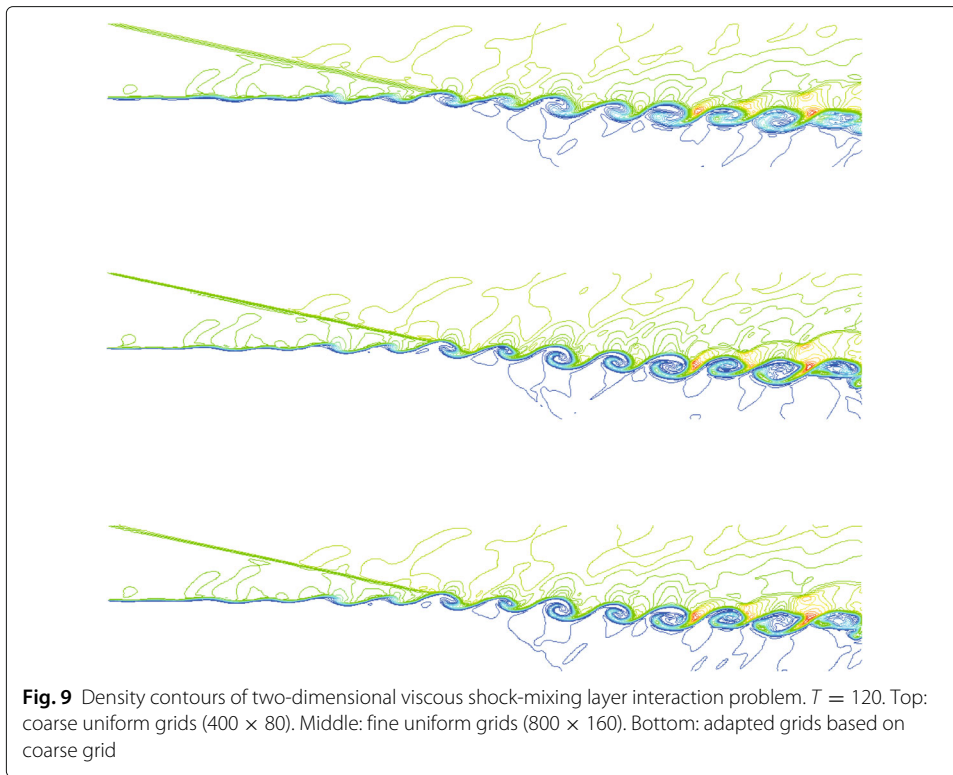 Fig. 9 Density contours of two-dimensional viscous shock-mixing layer interaction problem. T = 120. Top:
coarse uniform grids (400 × 80). Middle: fine uniform grids (800 × 160). Bottom: adapted grids based on
coarse grid